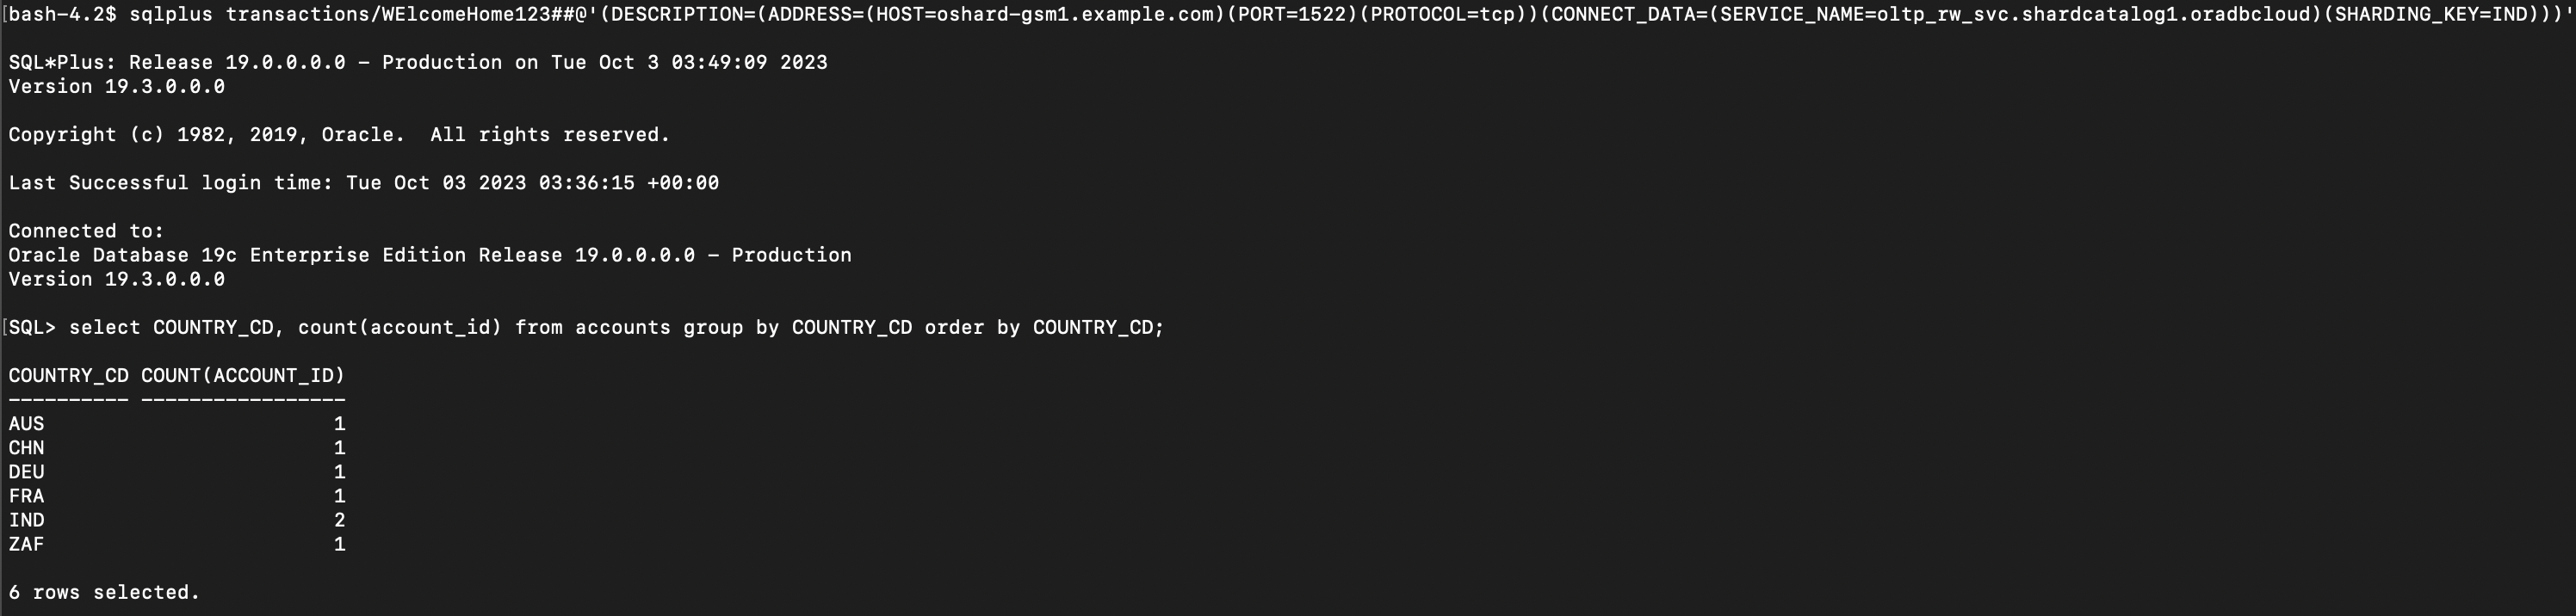 [bash-4.2$ sqlplus transactions/WElcomeHome123##@'(DESCRIPTION=(ADDRESS=(HOST=oshard-gsm1.example.com)(PORT=1522)(PROTOCOL=tcp))(CONNECT_DATA=(SERVICE_NAME=oltp_rw_svc.shardcatalog1.oradbcloud)(SHARDING_KEY=IND)))'
SQL*Plus: Release 19.0.0.0.0 – Production on Tue Oct 3 03:49:09 2023
Version 19.3.0.0.0
Copyright (c) 1982, 2019, Oracle.  All rights reserved.
Last Successful login time: Tue Oct 03 2023 03:36:15 +00:00
Connected to:
Oracle Database 19c Enterprise Edition Release 19.0.0.0.0 – Production
Version 19.3.0.0.0
[SQL> select COUNTRY_CD, count(account_id) from accounts group by COUNTRY_CD order by COUNTRY_CD;
COUNTRY_CD COUNT(ACCOUNT_ID)
---------- -----------------
AUS                        1
CHN                        1
DEU                        1
FRA                        1
IND                        2
ZAF                        1
6 rows selected.